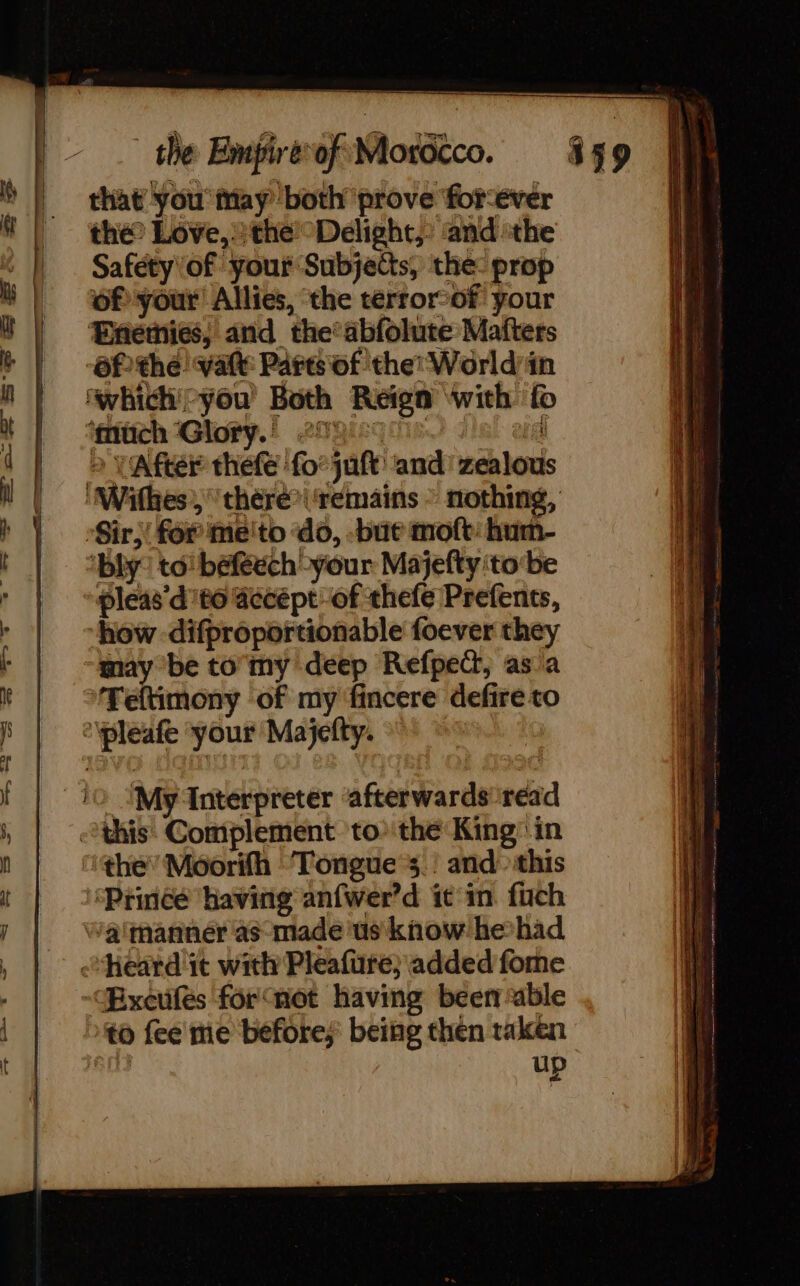 the Empire of Morocco. 159
that you may both prove for ever
the Love, the Delight, and the
Safety of your Subjects, the prop
of your Allies, the terror of your
Enemies, and the abſolute Maſters
of the vaſt Parts of the World in
which you Both Reign with ſo
much Glory.
After theſe ſo juſt and zealous
Wiſhes, there remains nothing,
Sir, for me to do, but moſt hum-
bly to beſeech your Majeſty to be
pleas'd to accept of theſe Preſents,
how diſproportionable ſoever they
may be to my deep Reſpect, as a
Teſtimony of my ſincere deſire to
pleaſe your Majeſty.
My Interpreter afterwards read
this Complement to the King in
the Mooriſh Tongue ; and this
Prince having anſwer'd it in ſuch
a manner as made us know he had
heard it with Pleaſure, added ſome
Excuſes for not having been able
to ſee me before, being then taken
up